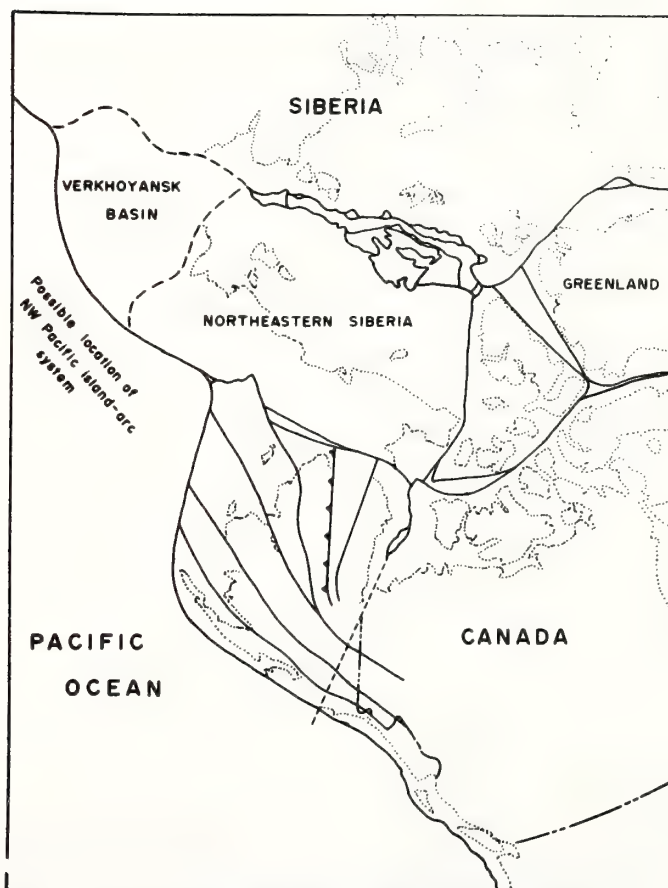 SIBERIA
VERKHOYANSK
BASIN
GREENLAND
NORTHEASTERN SIBERIA
Possible location of
NW Pacific island-arc
system
PACIFIC
OCEAN
CANADA